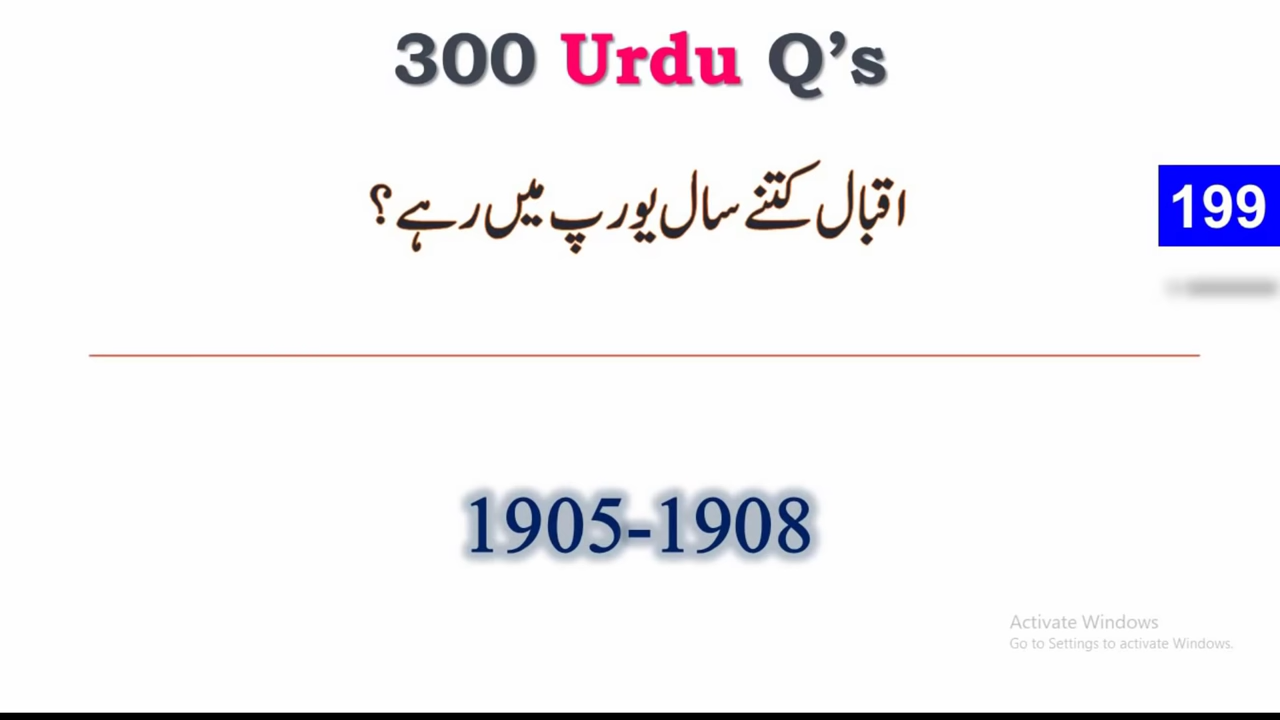 300 Urdu Q’s
اقبال کتنے سال یورپ میں رہے؟
199
1905-1908
Activate Windows
Go to Settings to activate Windows.